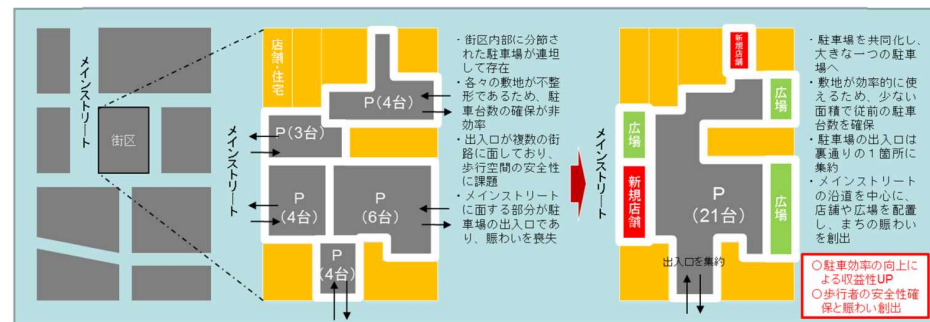 メインストリート
街区
店舗・住宅
メインストリート
P(4台)
P(3台)
P
(4台)
P
(6台)
P
(4台)
・街区内部に分節
された駐車場が連坦
して存在
・各々の敷地が不整
形であるため、駐
車台数の確保が非
効率
・出入口が複数の街
路に面しており、歩
行空間の安全性
に課題
・メインストリート
に面する部分が駐
車場の出入口であ
り、賑わいを喪失
メインストリート
新規店舗
広場
広場
新規店舗
広場
P
(21台)
出入口を集約
・駐車場を共同化し、
大きな一つの駐車
場へ
・敷地が効率的に
使えるため、少ない
面積で従前の駐車
台数を確保
・駐車場の出入口は
裏通りの1箇所に
集約
・メインストリート
の沿道を中心に、
店舗や広場を配置
し、まちの賑わい
を創出
○駐車効率の向上によ
る収益性UP
○歩行者の安全性確
保と賑わい創出